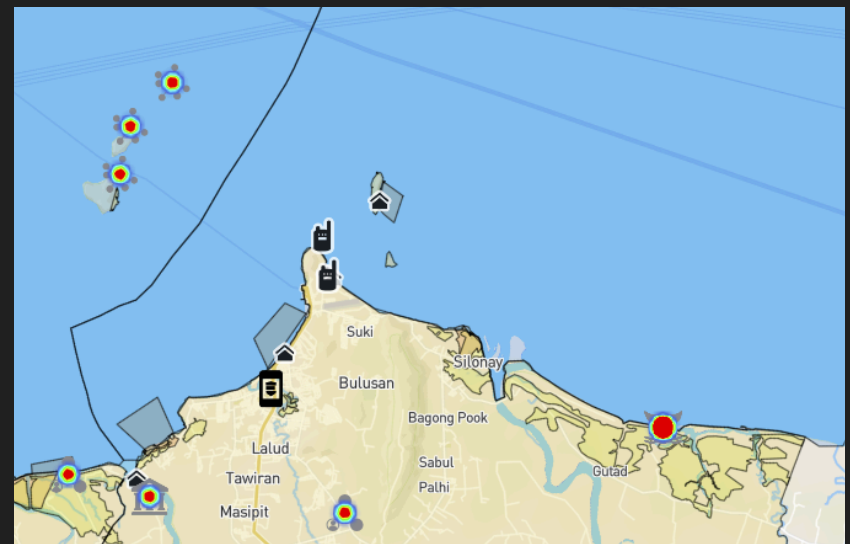 Suki
Silonay
Bulusan
Bagong Pook
Lalud
Sabul
Gutad
Tawiran
Palhi
Masipit